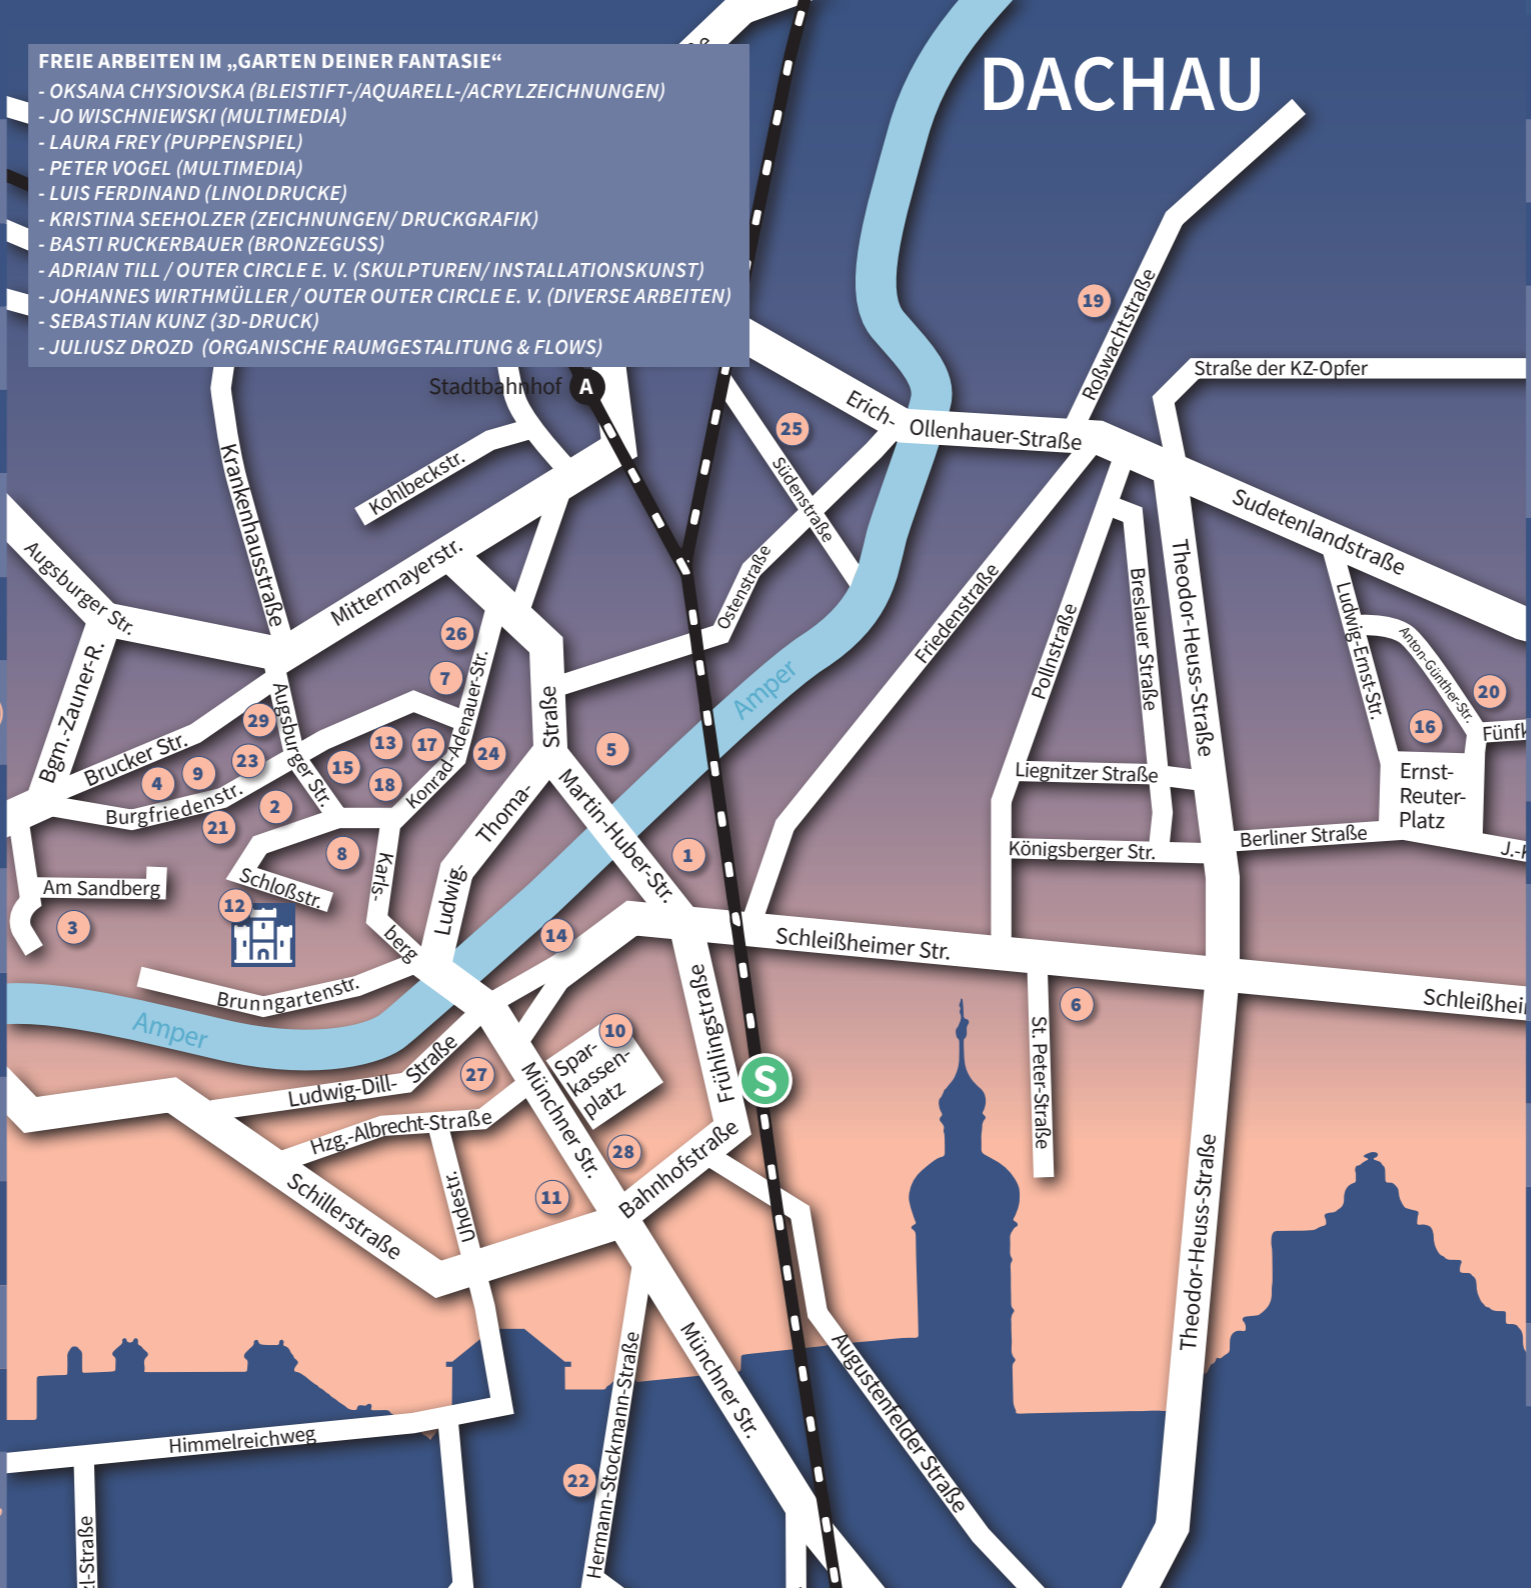 FREIE ARBEITEN IM „GARTEN DEINER FANTASIE“
- OKSANA CHYSIOVSKA (BLEISTIFT-/AQUARELL-/ACRYLZEICHNUNGEN)
- JO WISCHNIEWSKI (MULTIMEDIA)
- LAURA FREY (PUPPENSPIEL)
- PETER VOGEL (MULTIMEDIA)
- LUIS FERDINAND (LINOLDRUCKE)
- KRISTINA SEEHOLZER (ZEICHNUNGEN/ DRUCKGRAFIK)
- BASTI RUCKERBAUER (BRONZEGUSS)
- ADRIAN TILL / OUTER CIRCLE E. V. (SKULPTUREN/ INSTALLATIONSKUNST)
- JOHANNES WIRTHMÜLLER / OUTER OUTER CIRCLE E. V. (DIVERSE ARBEITEN)
- SEBASTIAN KUNZ (3D-DRUCK)
- JULIUSZ DROZD (ORGANISCHE RAUMGESTALITUNG & FLOWS)
DACHAU
19
Roßwachtstraße
Straße der KZ-Opfer
Stadtbahnhof A
Erich-
Ollenhauer-Straße
25
Südenstraße
Krankenhausstraße
Kohlbeckstr.
Sudetenlandstraße
Augsburger Str.
Mittermayerstr.
Ostenstraße
Friedenstraße
Pollnstraße
Breslauer Straße
Theodor-Heuss-Straße
Ludwig-Ernst-Str.
Anton-Günther-Str.
20
16
Fünfk
26
7
Bgm.-Zauner-R.
Brucker Str.
29
Augsburger Str.
13
17
Konrad-Adenauer-Str.
24
Straße
5
Amper
4
9
23
15
18
Burgfriedenstr.
2
21
Liegnitzer Straße
Ernst-
Reuter-
Platz
Thoma-
Martin-Huber-Str.
1
Königsberger Str.
Berliner Straße
J.-K
8
Karls-
berg
Ludwig-
Am Sandberg
Schloßstr.
12
3
14
Schleißheimer Str.
Brunngartenstr.
Schleißhei
Amper
Frühlingstraße
6
St. Peter-Straße
10
Spar-
kassen-
platz
27
Ludwig-Dill-
Straße
S
Münchner Str.
Hzg.-Albrecht-Straße
28
Bahnhofstraße
11
Uhdestr.
Schillerstraße
Theodor-Heuss-Straße
Münchner Str.
Augustenfelder Straße
Hermann-Stockmann-Straße
Himmelreichweg
22
l-Straße